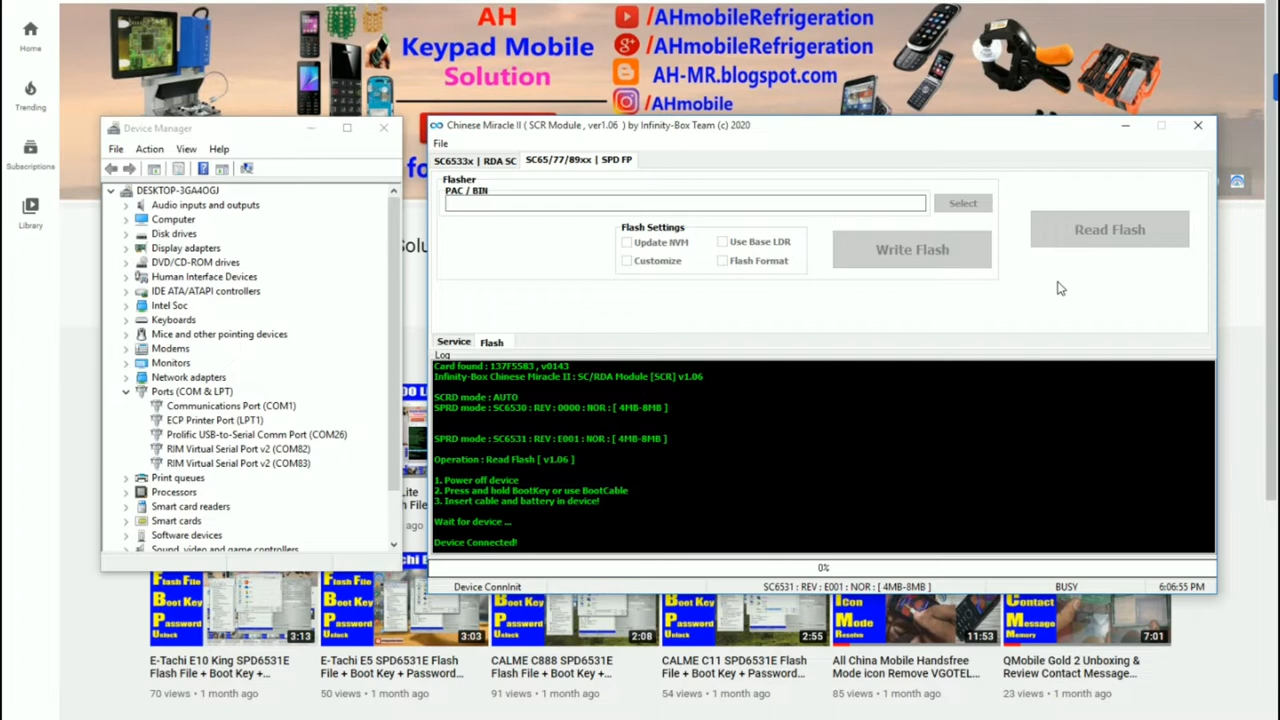 AH
Keypad Mobile
Solution
/AHmobileRefrigeration
/AHmobileRefrigeration
AH-MR.blogspot.com
/AHmobile
Home
Trending
Subscriptions
Library
Device Manager
File Action View Help
DESKTOP-3GA4OGJ
Audio inputs and outputs
Computer
Disk drives
Display adapters
DVD/CD-ROM drives
Human Interface Devices
IDE ATA/ATAPI controllers
Intel Soc
Keyboards
Mice and other pointing devices
Modems
Monitors
Network adapters
Ports (COM & LPT)
Communications Port (COM1)
ECP Printer Port (LPT1)
Prolific USB-to-Serial Comm Port (COM26)
RIM Virtual Serial Port v2 (COM82)
RIM Virtual Serial Port v2 (COM83)
Print queues
Processors
Smart card readers
Smart cards
Software devices
Sound, video and game controllers
Chinese Miracle II ( SCR Module , ver1.06 ) by Infinity-Box Team (c) 2020
File
SC6533x | RDA SC SC65/77/89xx | SPD FP
Flasher
PAC / BIN
Select
Flash Settings
Update NVM Use Base LDR
Customize Flash Format
Write Flash
Read Flash
Service Flash
Log
Card found : 137F5583 , v0143
Infinity-Box Chinese Miracle II : SC/RDA Module [SCR] v1.06
SCRD mode : AUTO
SPRD mode : SC6530 : REV : 0000 : NOR : [ 4MB-8MB ]
SPRD mode : SC6531 : REV : E001 : NOR : [ 4MB-8MB ]
Operation : Read Flash [ v1.06 ]
1. Power off device
2. Press and hold BootKey or use BootCable
3. Insert cable and battery in device!
Wait for device ...
Device Connected!
0%
Device ConnInit SC6531 : REV : E001 : NOR : [ 4MB-8MB ] BUSY 6:06:55 PM
Flash File
Boot Key
Password
Unlock
3:13
3:03
2:08
2:55
11:53
7:01
E-Tachi E10 King SPD6531E
Flash File + Boot Key +...
70 views • 1 month ago
E-Tachi E5 SPD6531E Flash
File + Boot Key + Password...
50 views • 1 month ago
CALME C888 SPD6531E
Flash File + Boot Key +...
91 views • 1 month ago
CALME C11 SPD6531E Flash
File + Boot Key + Password...
54 views • 1 month ago
All China Mobile Handsfree
Mode icon Remove VGOTEL...
85 views • 1 month ago
QMobile Gold 2 Unboxing &
Review Contact Message...
23 views • 1 month ago